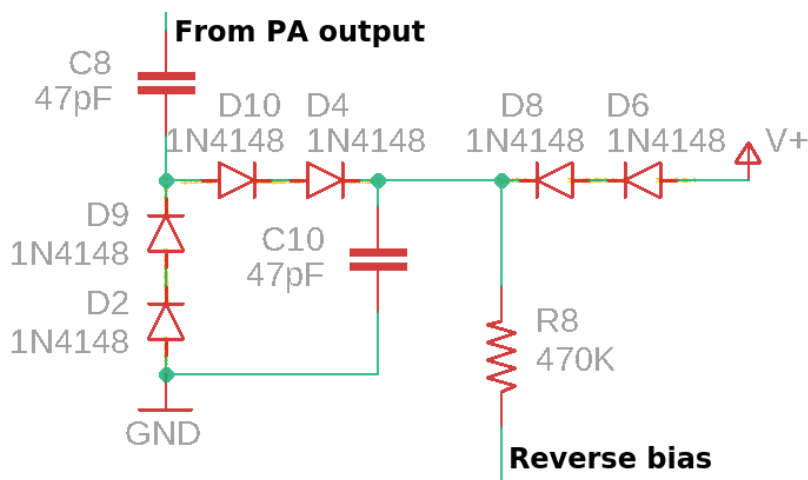 From PA output
C8
47pF
D10 D4 D8 D6
1N4148 1N4148 1N4148 1N4148 V+
D9
1N4148
C10
47pF
D2
1N4148
R8
470K
GND
Reverse bias